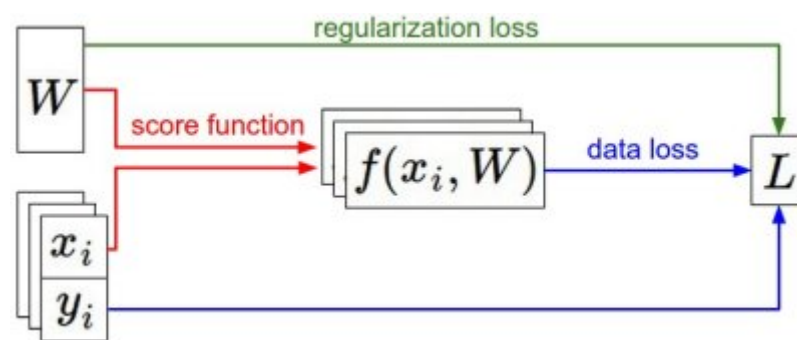 regularization loss
W
score function
f(x_i, W)
data loss
L
x_i
y_i